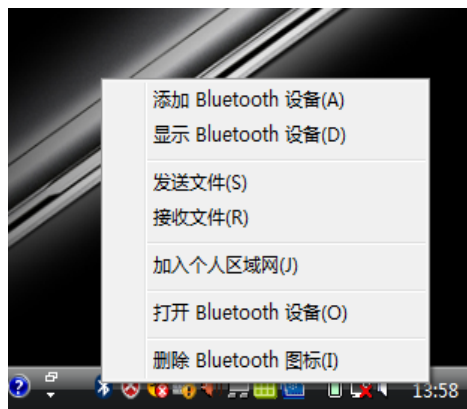 添加 Bluetooth 设备(A)
显示 Bluetooth 设备(D)
发送文件(S)
接收文件(R)
加入个人区域网(J)
打开 Bluetooth 设备(O)
删除 Bluetooth 图标(I)
13:58